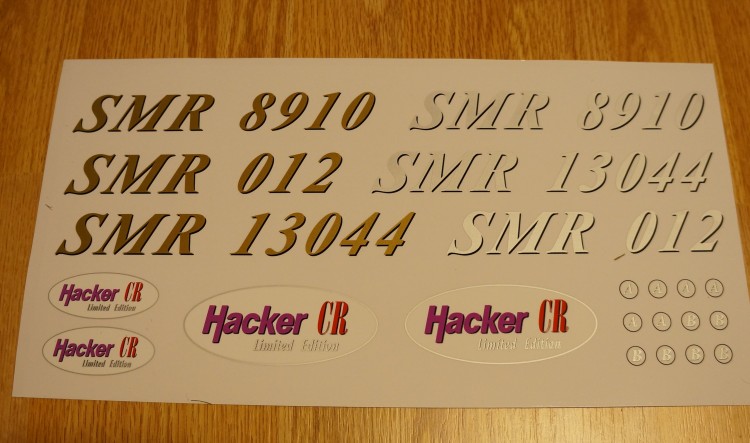 SMR 8910 SMR 8910
SMR 012 SMR 13044
SMR 13044 SMR 012
Hacker CR
Limited Edition
Hacker CR
Limited Edition
Hacker CR
Limited Edition
Hacker CR
Limited Edition
A A A A
A A B B
B B B B